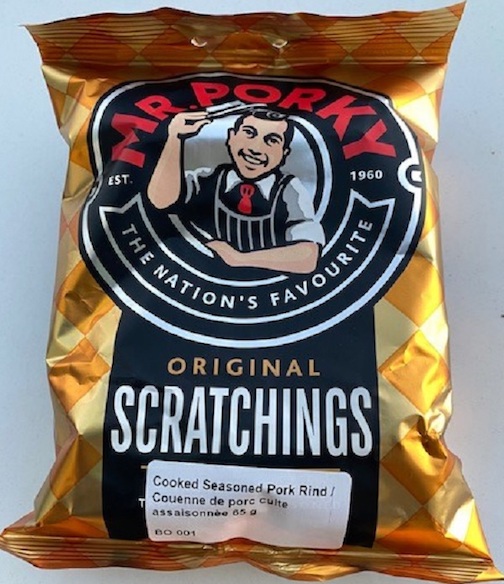 MR. PORKY
EST. 1960
THE NATION'S FAVOURITE
ORIGINAL
SCRATCHINGS
Cooked Seasoned Pork Rind /
Couenne de porc cuite
assaisonnée 65 g
BO 001